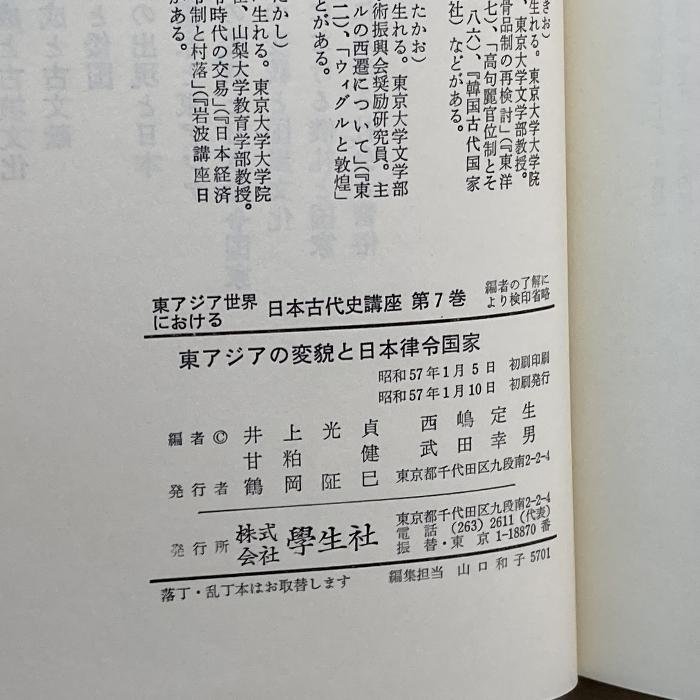 きお）
生れる。東京大学大学院
、東京大学文学部教授。
骨品制の再検討」（『東洋
七）、「高句麗官位制とそ
八六）、『韓国古代国家
社）などがある。
たかお）
生れる。東京大学文学部
術振興会奨励研究員。主
ルの西遷について」（『東
二）、「ウィグルと敦煌」
とがある。
たかし）
に生れる。東京大学大学院
、山梨大学教育学部教授。
令時代の交易」（『日本経済
制と村落」（『岩波講座日
がある。
東アジア世界における 日本古代史講座 第7巻 編者の了解により検印省略
東アジアの変貌と日本律令国家
昭和57年1月5日 初刷印刷
昭和57年1月10日 初刷発行
編者 © 井上光貞 西嶋定生
甘粕健 武田幸男
発行者 鶴岡阷巳 東京都千代田区九段南2-2-4
発行所 株式会社 學生社 東京都千代田区九段南2-2-4
電話 (263) 2611 (代表)
振替・東京 1-18870 番
落丁・乱丁本はお取替します 編集担当 山口和子 5701